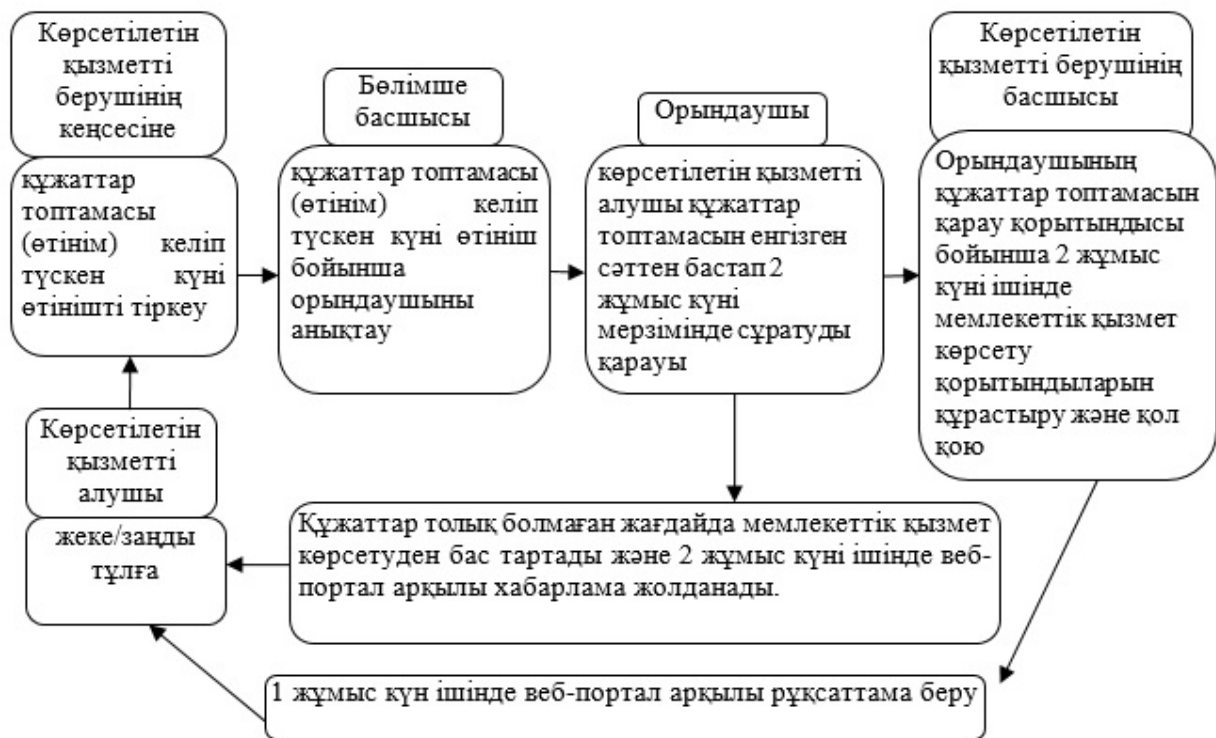 Көрсетілетін
қызметті
берушінің
кеңсесіне
құжаттар
топтамасы
(өтінім) келіп
түскен күні
өтінішті тіркеу
Бөлімше
басшысы
құжаттар топтамасы
(өтінім) келіп
түскен күні өтініш
бойынша
орындаушыны
анықтау
Орындаушы
көрсетілетін қызметті
алушы құжаттар
топтамасын енгізген
сәттен бастап 2
жұмыс күні
мерзімінде сұратуды
қарауы
Көрсетілетін
қызметті берушінің
басшысы
Орындаушының
құжаттар топтамасын
қарау қорытындысы
бойынша 2 жұмыс
күні ішінде
мемлекеттік қызмет
көрсету
қорытындыларын
құрастыру және қол
қою
Көрсетілетін
қызметті
алушы
жеке/заңды
тұлға
Құжаттар толық болмаған жағдайда мемлекеттік қызмет
көрсетуден бас тартады және 2 жұмыс күні ішінде веб-
портал арқылы хабарлама жолданады.
1 жұмыс күн ішінде веб-портал арқылы рұқсаттама беру